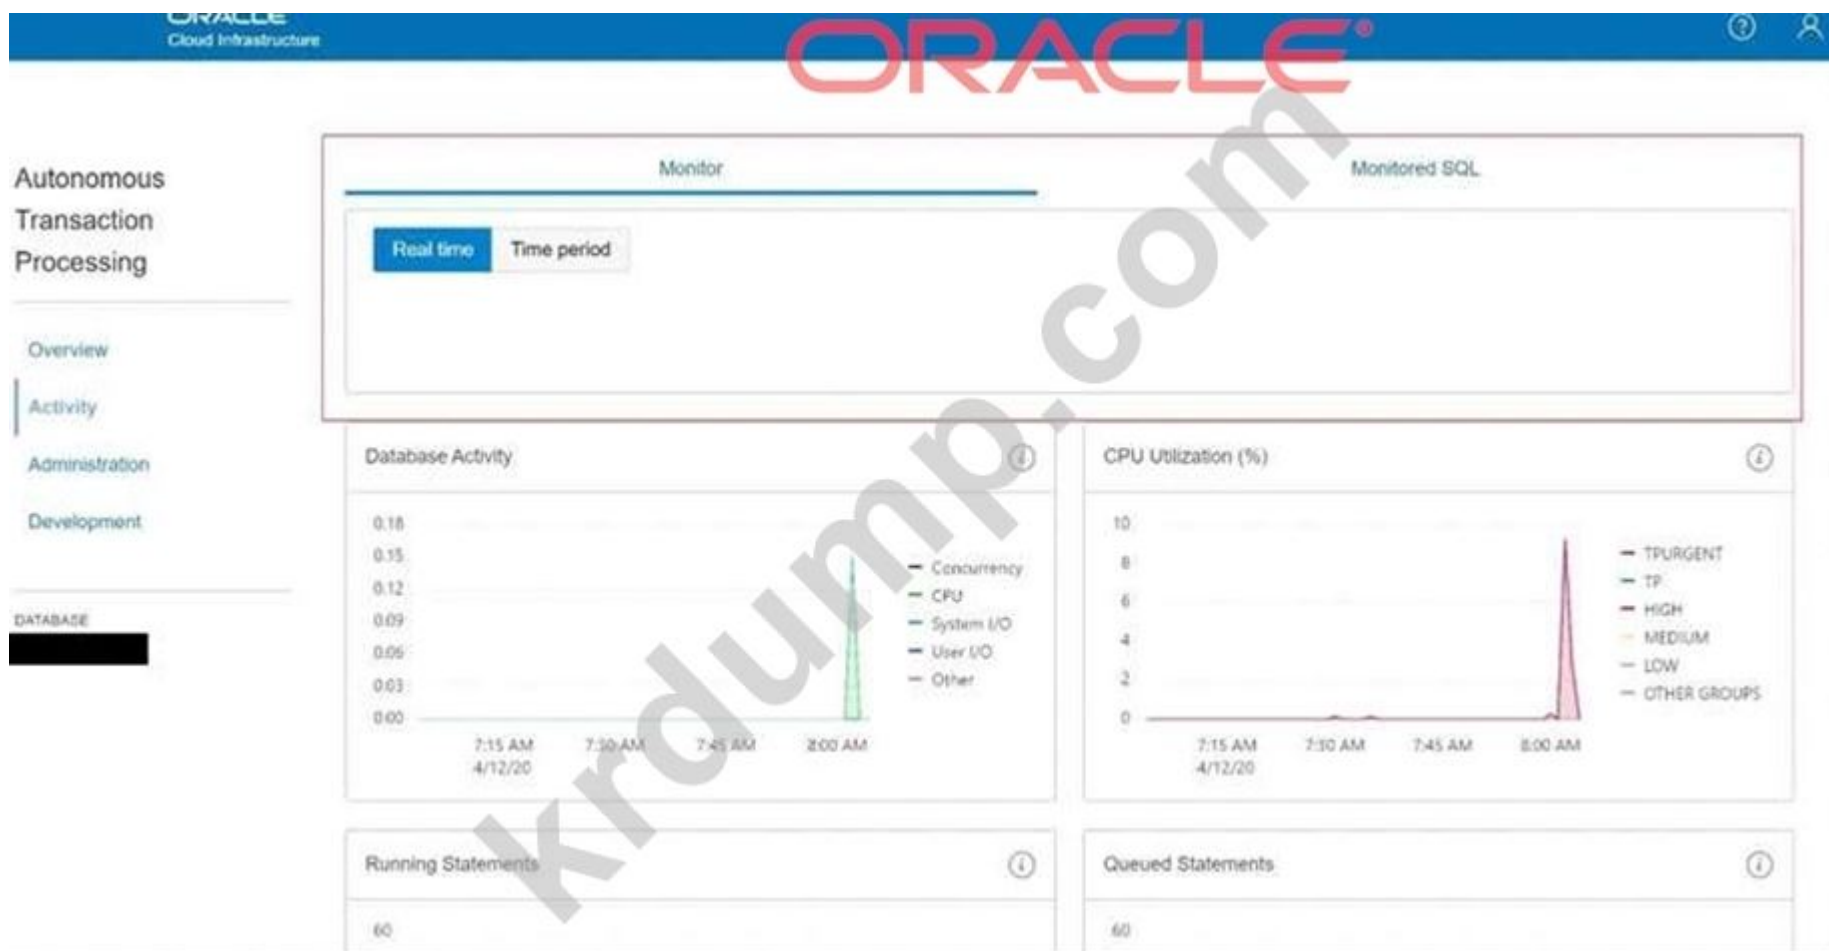 ORACLE
Cloud Infrastructure
ORACLE
Autonomous
Transaction
Processing
Overview
Activity
Administration
Development
DATABASE
Monitor
Monitored SQL
Real time
Time period
Database Activity
0.18
0.15
0.12
0.09
0.06
0.03
0.00
7:15 AM
7:30 AM
7:45 AM
8:00 AM
4/12/20
Concurrency
CPU
System I/O
User I/O
Other
CPU Utilization (%)
10
8
6
4
2
0
7:15 AM
7:30 AM
7:45 AM
8:00 AM
4/12/20
TPURGENT
TP
HIGH
MEDIUM
LOW
OTHER GROUPS
Running Statements
60
Queued Statements
60
krdump.com